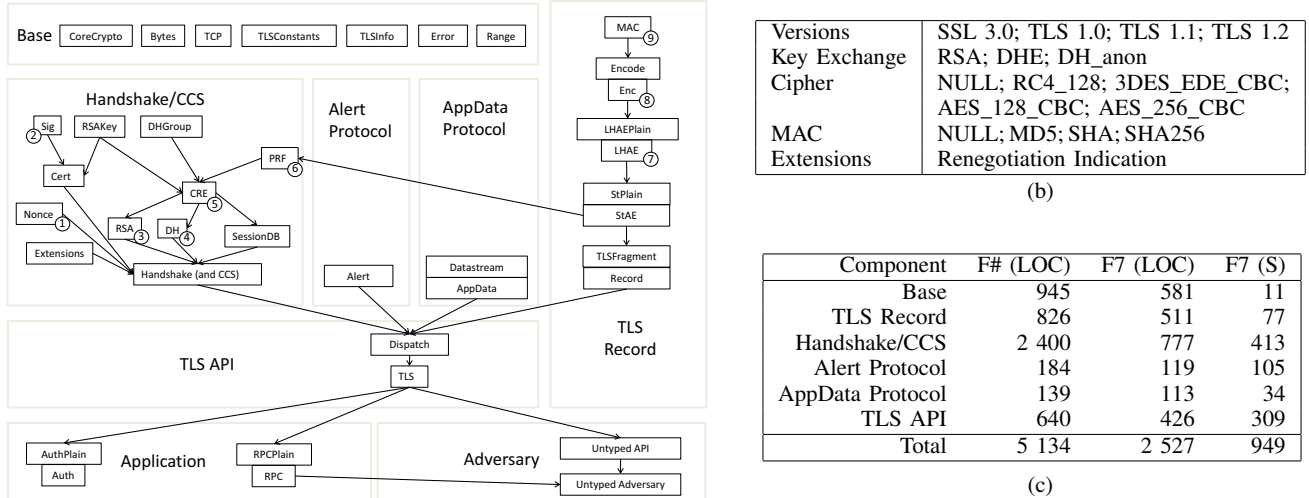 Base CoreCrypto Bytes TCP TLSConstants TLSInfo Error Range
MAC
9
Encode
Enc
8
LHAEPlain
LHAE
7
StPlain
StAE
TLSFragment
Record
TLS
Record
Handshake/CCS
Sig RSAKey DHGroup
2
PRF
6
Cert
CRE
5
Nonce
1
RSA
3
DH
4
SessionDB
Extensions
Handshake (and CCS)
Alert
Protocol
Alert
AppData
Protocol
Datastream
AppData
TLS API
Dispatch
TLS
Application
AuthPlain
Auth
RPCPlain
RPC
Adversary
Untyped API
Untyped Adversary
Versions SSL 3.0; TLS 1.0; TLS 1.1; TLS 1.2
Key Exchange RSA; DHE; DH_anon
Cipher NULL; RC4_128; 3DES_EDE_CBC;
AES_128_CBC; AES_256_CBC
MAC NULL; MD5; SHA; SHA256
Extensions Renegotiation Indication
(b)
Component F# (LOC) F7 (LOC) F7 (S)
Base 945 581 11
TLS Record 826 511 77
Handshake/CCS 2 400 777 413
Alert Protocol 184 119 105
AppData Protocol 139 113 34
TLS API 640 426 309
Total 5 134 2 527 949
(c)